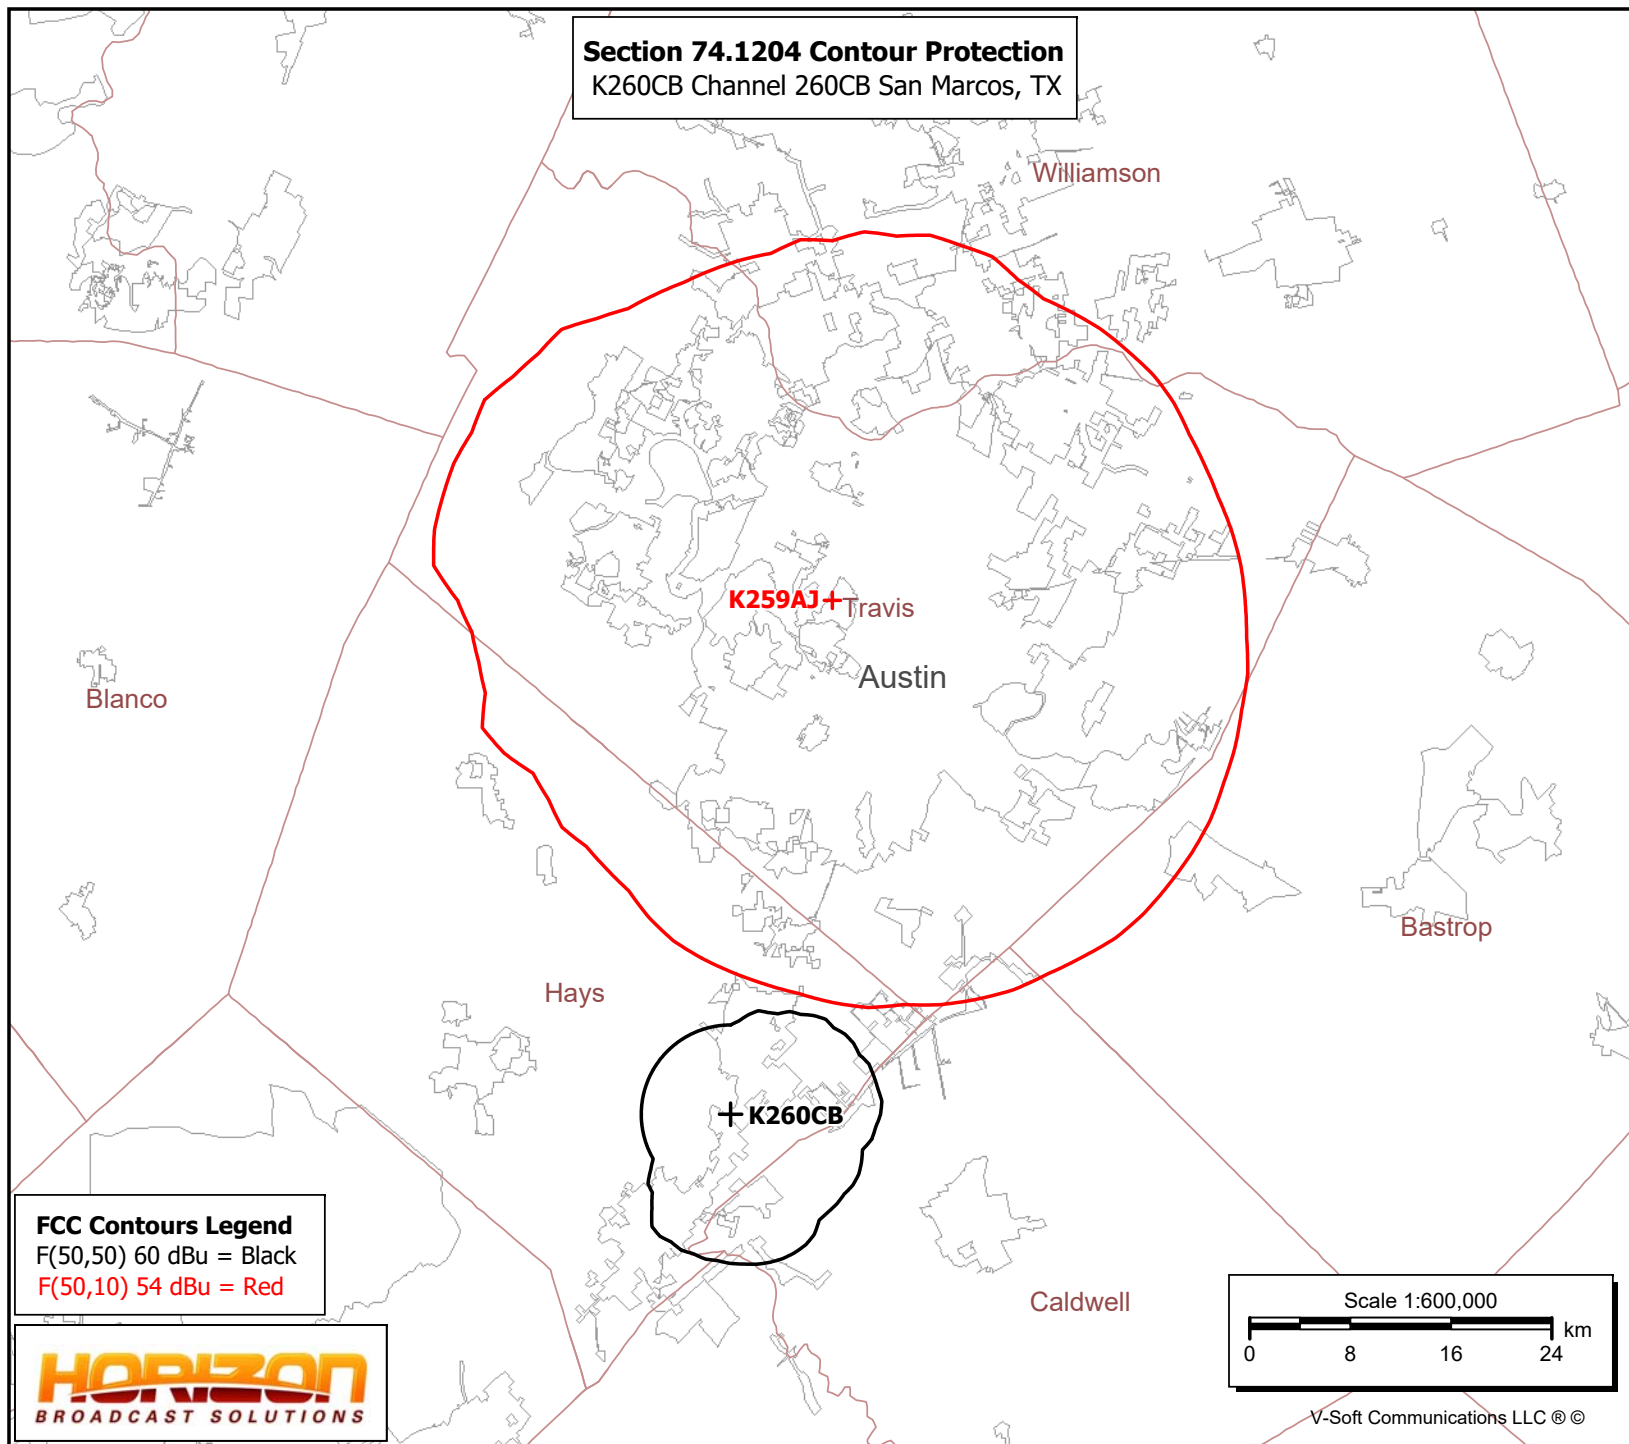 Section 74.1204 Contour Protection
K260CB Channel 260CB San Marcos, TX
Williamson
K259AJ
Travis
Austin
Blanco
Bastrop
Hays
K260CB
Caldwell
FCC Contours Legend
F(50,50) 60 dBu = Black
F(50,10) 54 dBu = Red
HORIZON
BROADCAST SOLUTIONS
Scale 1:600,000
km
0 8 16 24
V-Soft Communications LLC ® ©